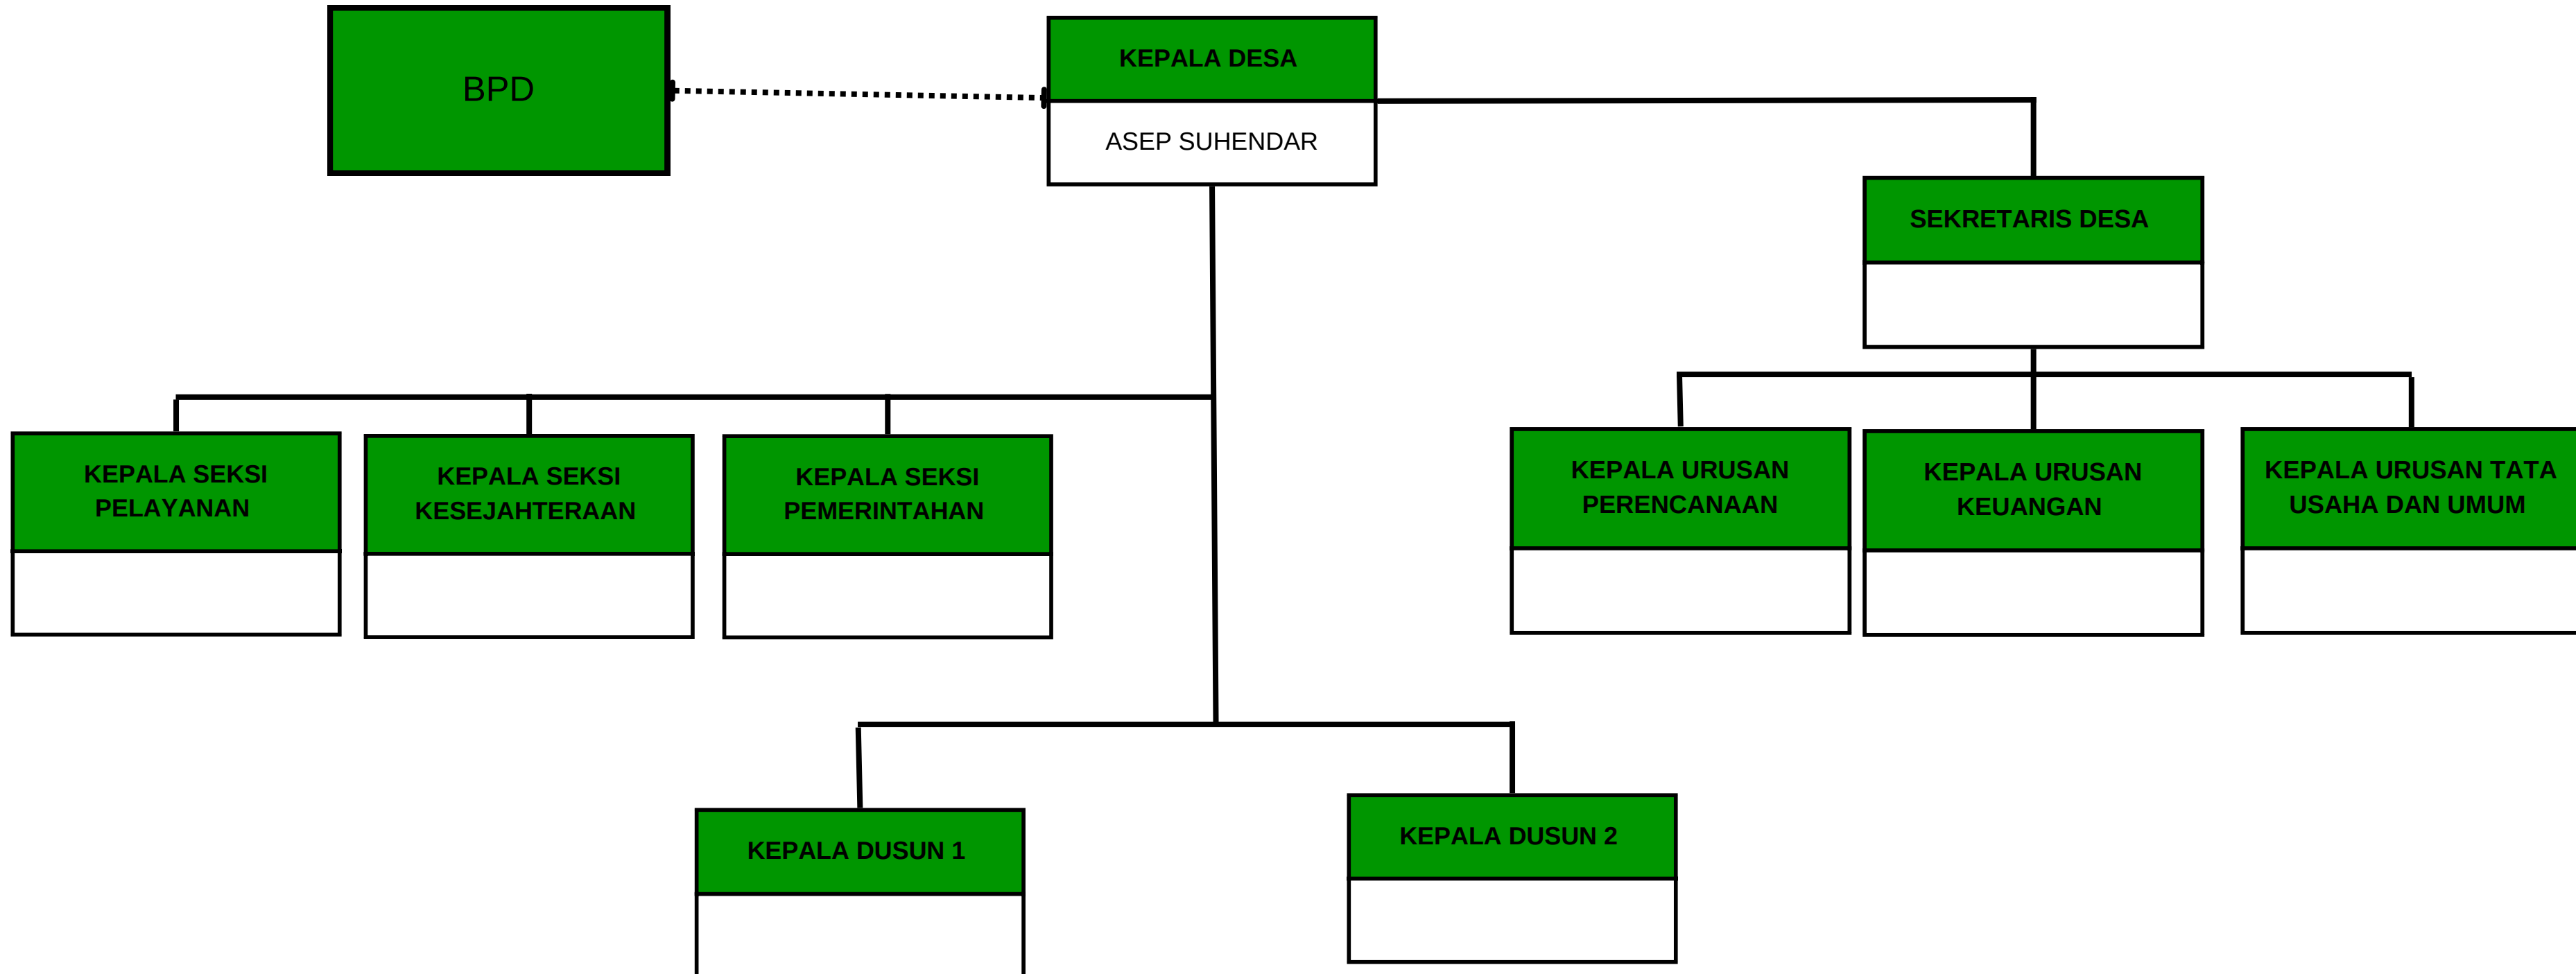 BPD
KEPALA DESA
ASEP SUHENDAR
SEKRETARIS DESA
KEPALA SEKSI
PELAYANAN
KEPALA SEKSI
KESEJAHTERAAN
KEPALA SEKSI
PEMERINTAHAN
KEPALA URUSAN
PERENCANAAN
KEPALA URUSAN
KEUANGAN
KEPALA URUSAN TATA
USAHA DAN UMUM
KEPALA DUSUN 1
KEPALA DUSUN 2